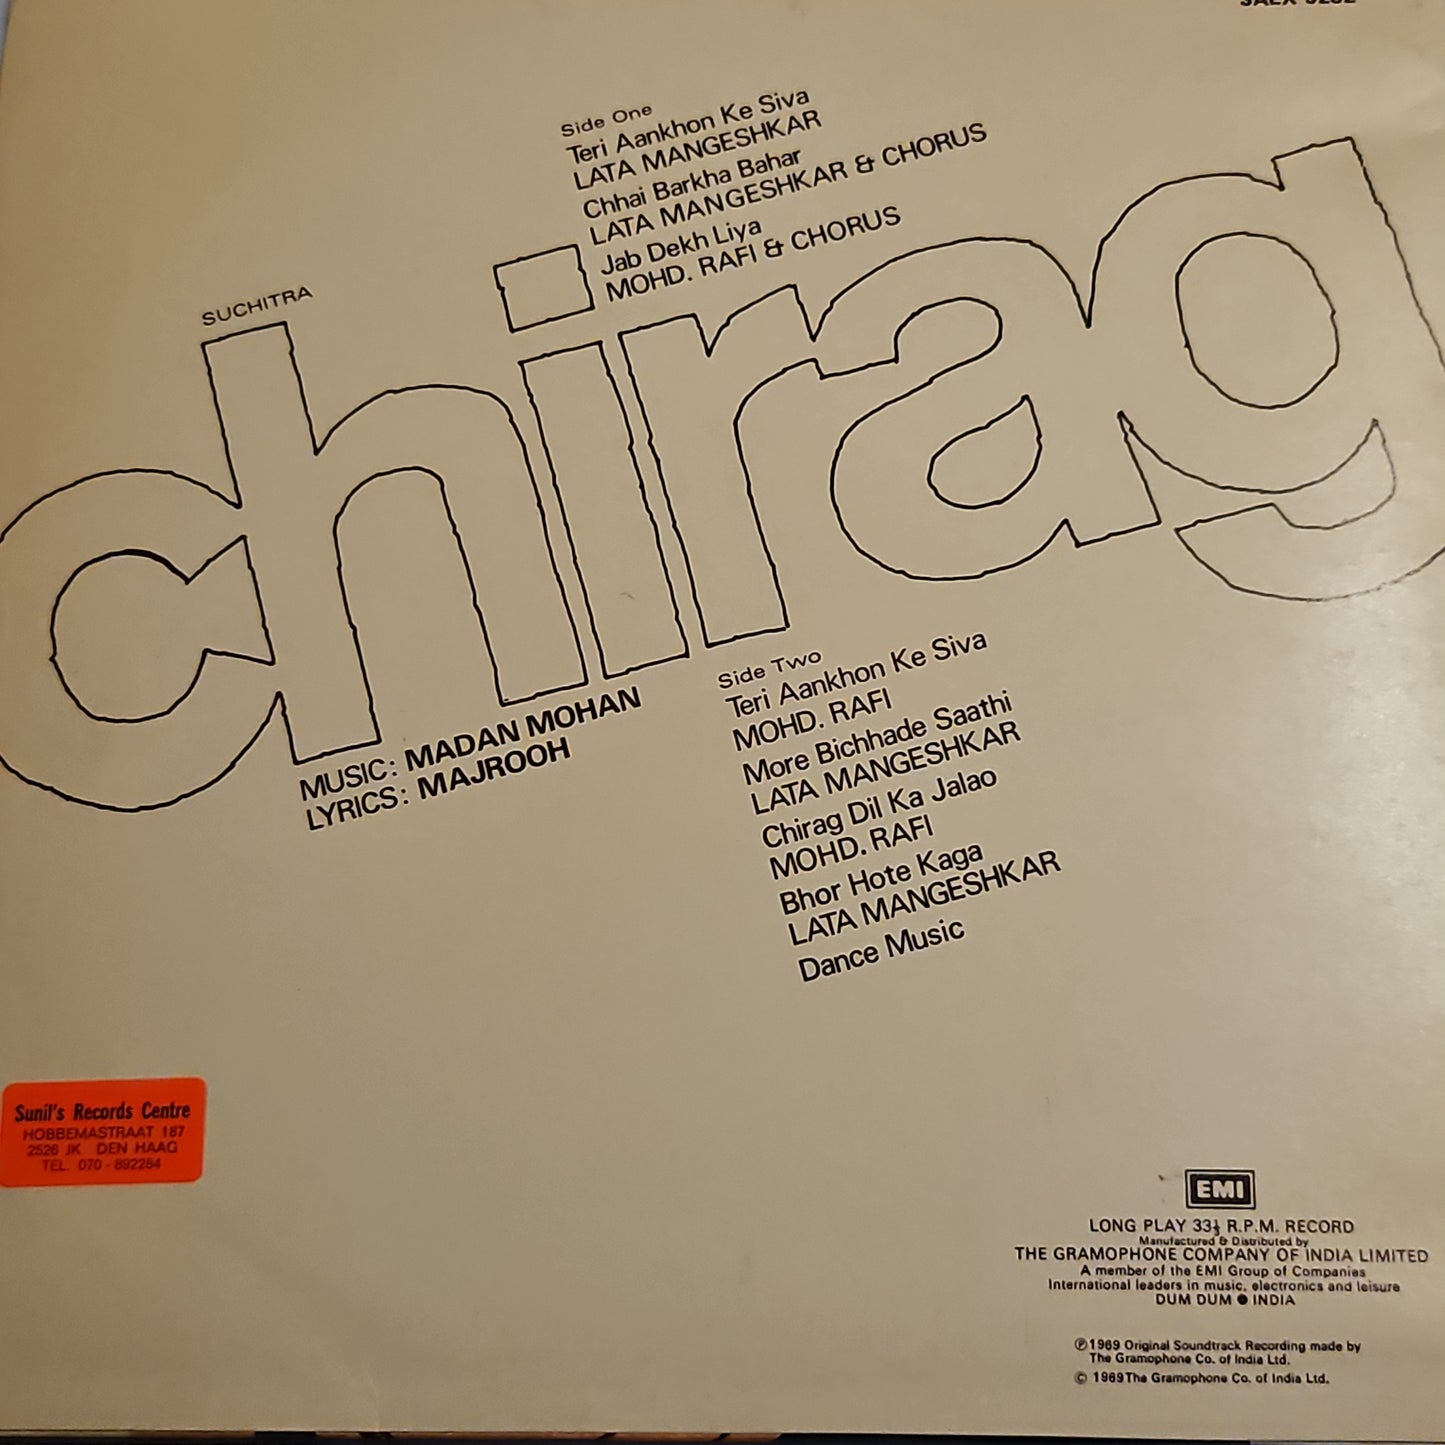 Side One
Teri Aankhon Ke Siva
LATA MANGESHKAR
Chhai Barkha Bahar
LATA MANGESHKAR & CHORUS
Jab Dekh Liya
MOHD. RAFI & CHORUS
SUCHITRA
chirag
MUSIC: MADAN MOHAN
LYRICS: MAJROOH
Side Two
Teri Aankhon Ke Siva
MOHD. RAFI
More Bichhade Saathi
LATA MANGESHKAR
Chirag Dil Ka Jalao
MOHD. RAFI
Bhor Hote Kaga
LATA MANGESHKAR
Dance Music
Sunil's Records Centre
HOBBEMASTRAAT 187
2526 JK DEN HAAG
TEL. 070-892284
EMI
LONG PLAY 33⅓ R.P.M. RECORD
Manufactured & Distributed by
THE GRAMOPHONE COMPANY OF INDIA LIMITED
A member of the EMI Group of Companies
International leaders in music, electronics and leisure
DUM DUM ● INDIA
℗ 1969 Original Soundtrack Recording made by
The Gramophone Co. of India Ltd.
© 1969 The Gramophone Co. of India Ltd.